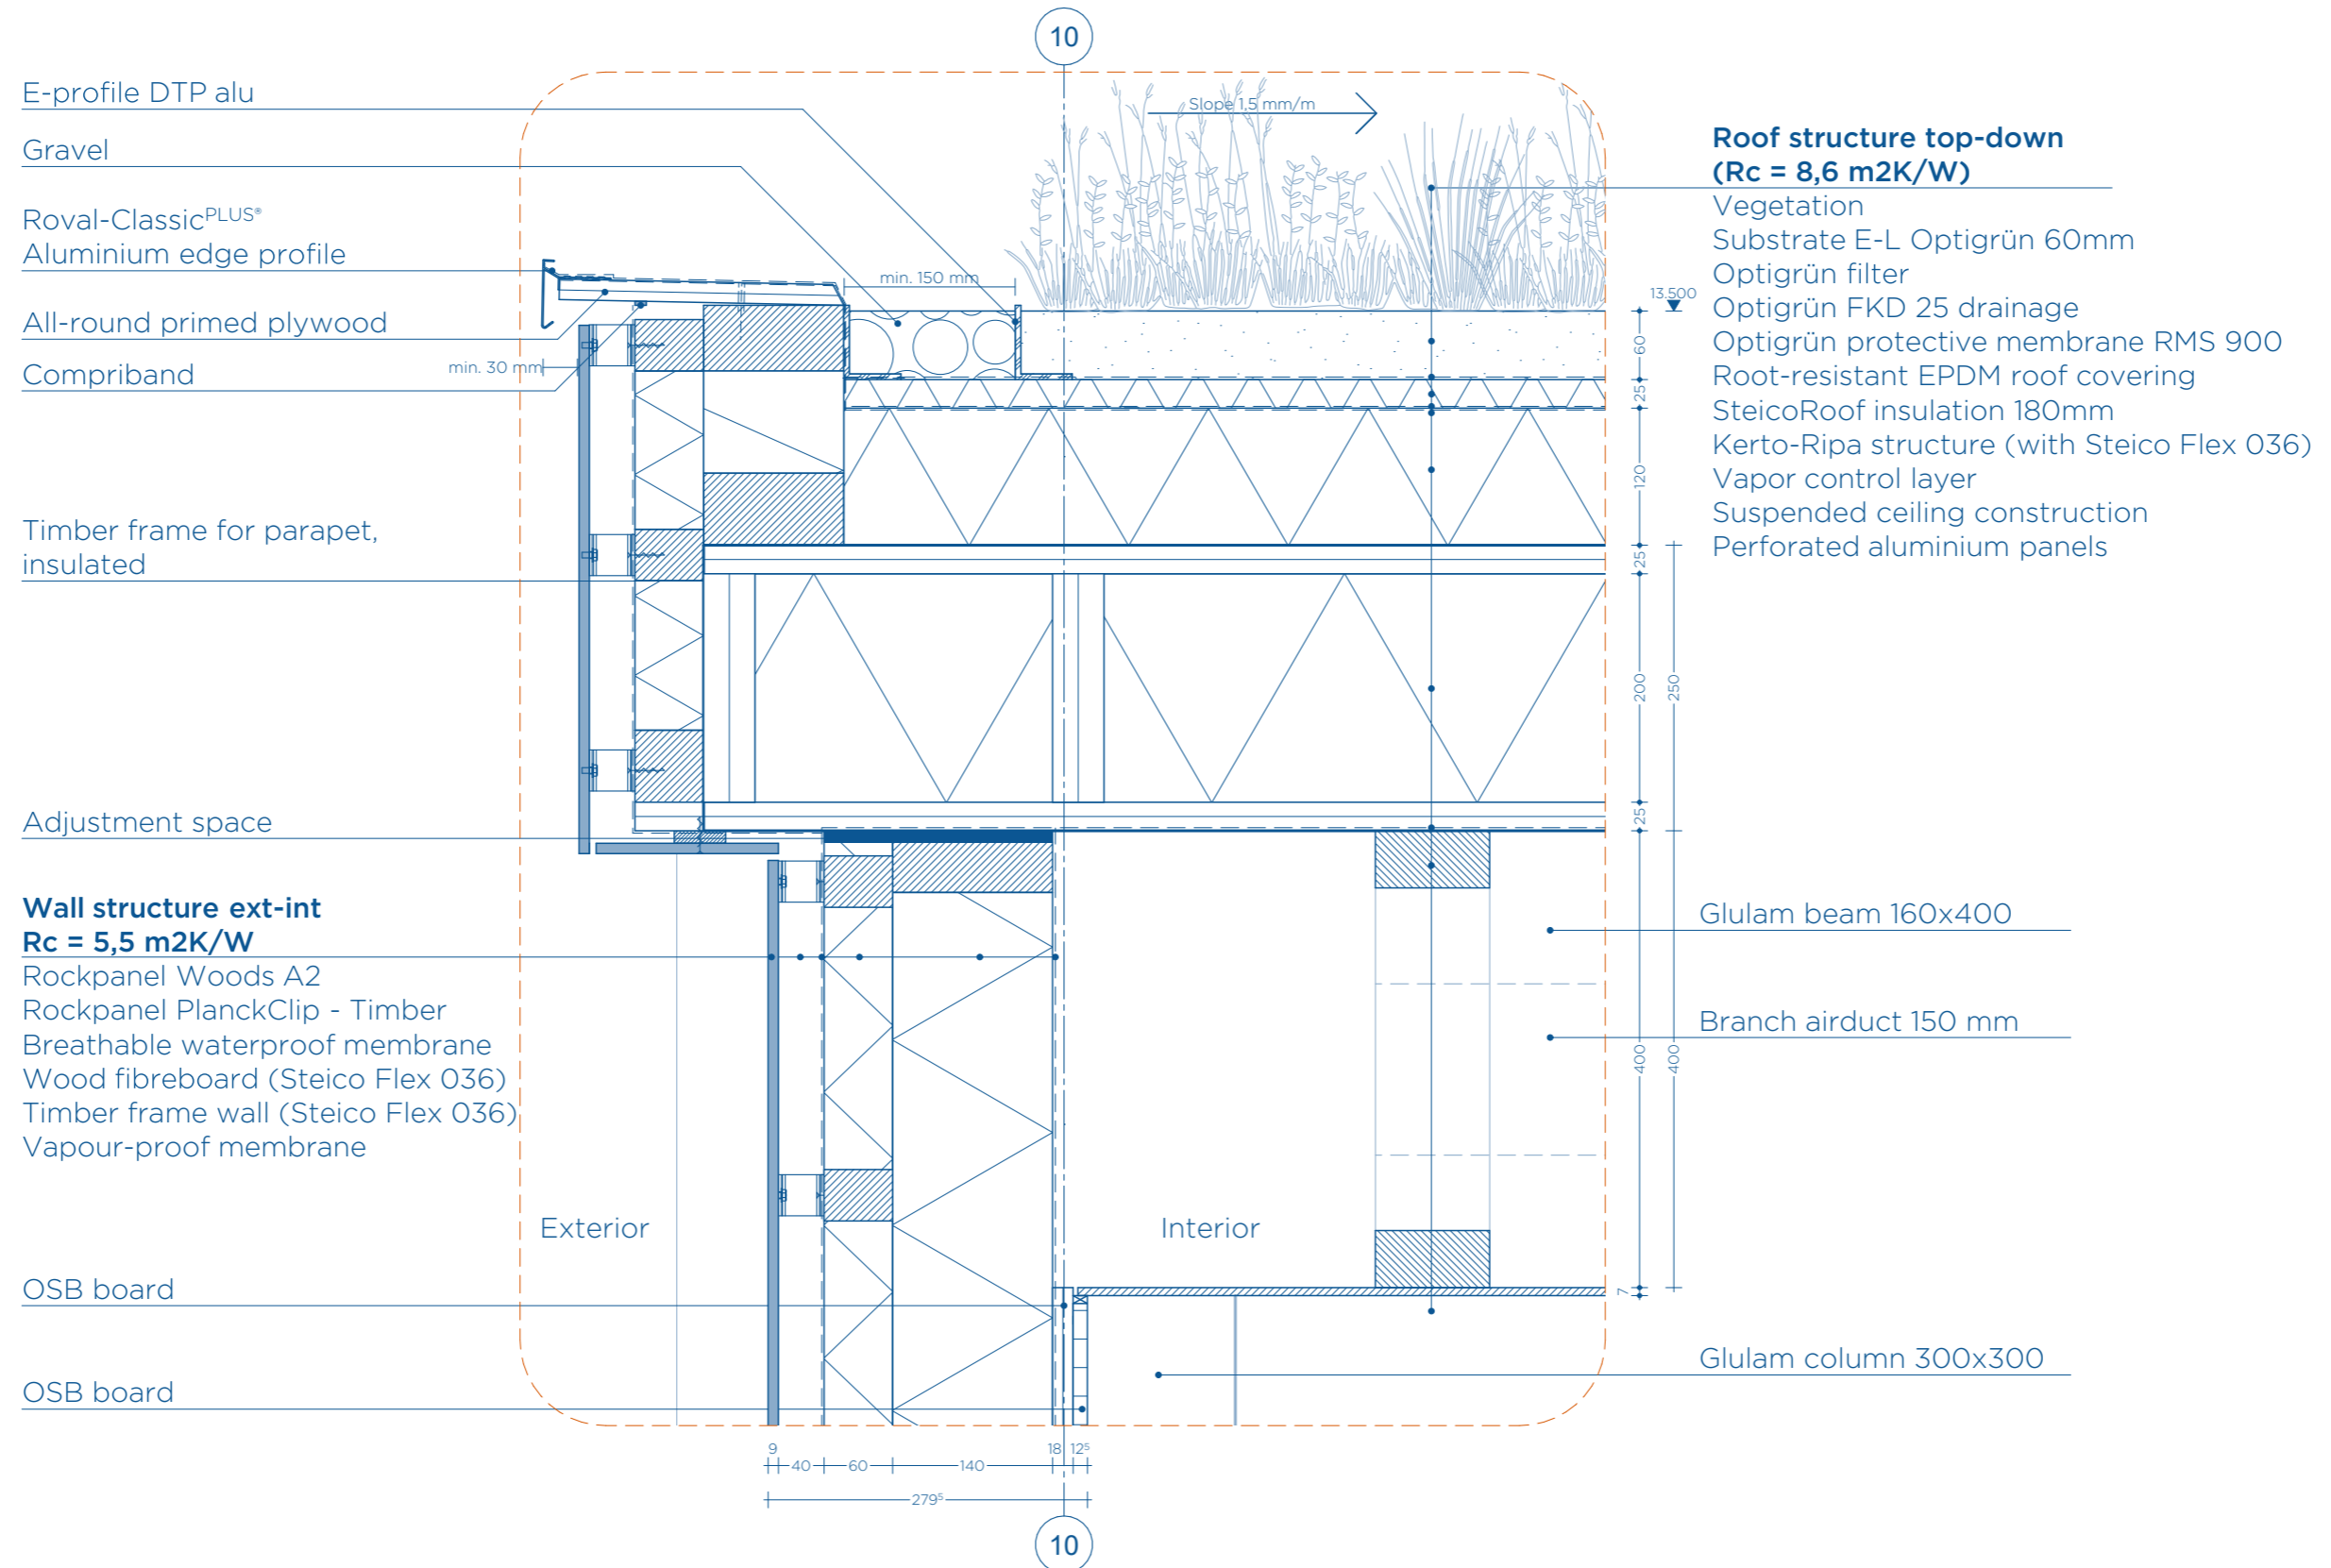 10
E-profile DTP alu
Gravel
Roval-ClassicPLUS®
Aluminium edge profile
All-round primed plywood
Compriband
Timber frame for parapet,
insulated
Adjustment space
Wall structure ext-int
Rc = 5,5 m2K/W
Rockpanel Woods A2
Rockpanel PlanckClip - Timber
Breathable waterproof membrane
Wood fibreboard (Steico Flex 036)
Timber frame wall (Steico Flex 036)
Vapour-proof membrane
OSB board
OSB board
Slope 1,5 mm/m
min. 150 mm
min. 30 mm
13.500
60
25
120
25
200
250
25
400
400
7
Exterior
Interior
Roof structure top-down
(Rc = 8,6 m2K/W)
Vegetation
Substrate E-L Optigrün 60mm
Optigrün filter
Optigrün FKD 25 drainage
Optigrün protective membrane RMS 900
Root-resistant EPDM roof covering
SteicoRoof insulation 180mm
Kerto-Ripa structure (with Steico Flex 036)
Vapor control layer
Suspended ceiling construction
Perforated aluminium panels
Glulam beam 160x400
Branch airduct 150 mm
Glulam column 300x300
9
40
60
140
18
12⁵
279⁵
10